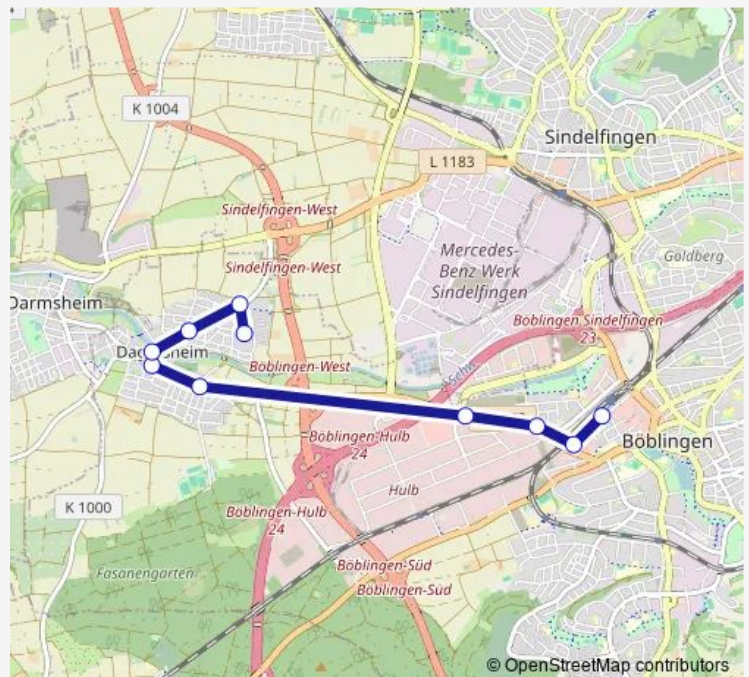 K 1004
Sindelfingen
L 1183
Sindelfingen-West
Mercedes-
Benz Werk
Sindelfingen
Goldberg
Sindelfingen-West
Darmsheim
Böblingen Sindelfingen
23
Böblingen-West
Böblingen-Hulb
24
Böblingen
Hulb
K 1000
Böblingen-Hulb
24
Fasanengarten
Böblingen-Süd
Böblingen-Süd
© OpenStreetMap contributors